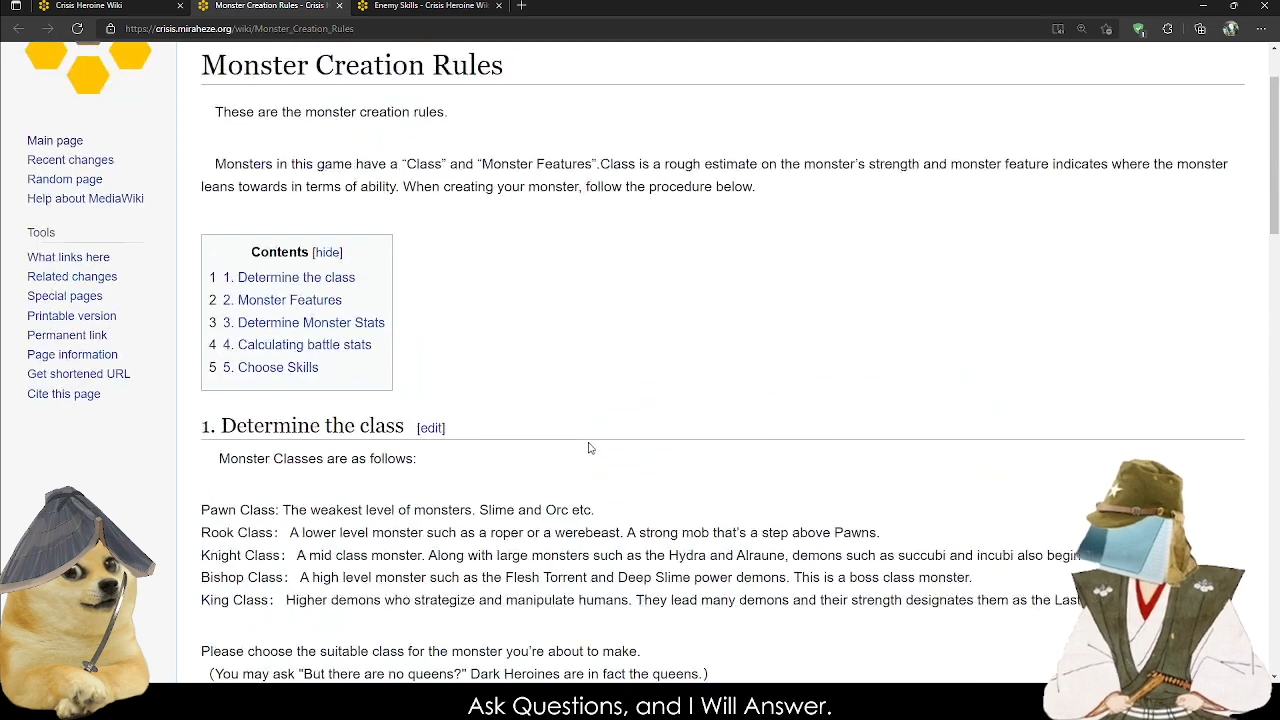 Crisis Heroine Wiki
Monster Creation Rules - Crisis H
Enemy Skills - Crisis Heroine Wiki
https://crisis.miraheze.org/wiki/Monster_Creation_Rules
Monster Creation Rules
These are the monster creation rules.
Monsters in this game have a “Class” and “Monster Features”.Class is a rough estimate on the monster’s strength and monster feature indicates where the monster
leans towards in terms of ability. When creating your monster, follow the procedure below.
Main page
Recent changes
Random page
Help about MediaWiki
Tools
What links here
Related changes
Special pages
Printable version
Permanent link
Page information
Get shortened URL
Cite this page
Contents [hide]
1 1. Determine the class
2 2. Monster Features
3 3. Determine Monster Stats
4 4. Calculating battle stats
5 5. Choose Skills
1. Determine the class [edit]
Monster Classes are as follows:
Pawn Class: The weakest level of monsters. Slime and Orc etc.
Rook Class： A lower level monster such as a roper or a werebeast. A strong mob that’s a step above Pawns.
Knight Class： A mid class monster. Along with large monsters such as the Hydra and Alraune, demons such as succubi and incubi also begin
Bishop Class： A high level monster such as the Flesh Torrent and Deep Slime power demons. This is a boss class monster.
King Class： Higher demons who strategize and manipulate humans. They lead many demons and their strength designates them as the Last
Please choose the suitable class for the monster you’re about to make.
(You may ask "But there are no queens?" Dark Heroines are in fact the queens.)
Ask Questions, and I Will Answer.